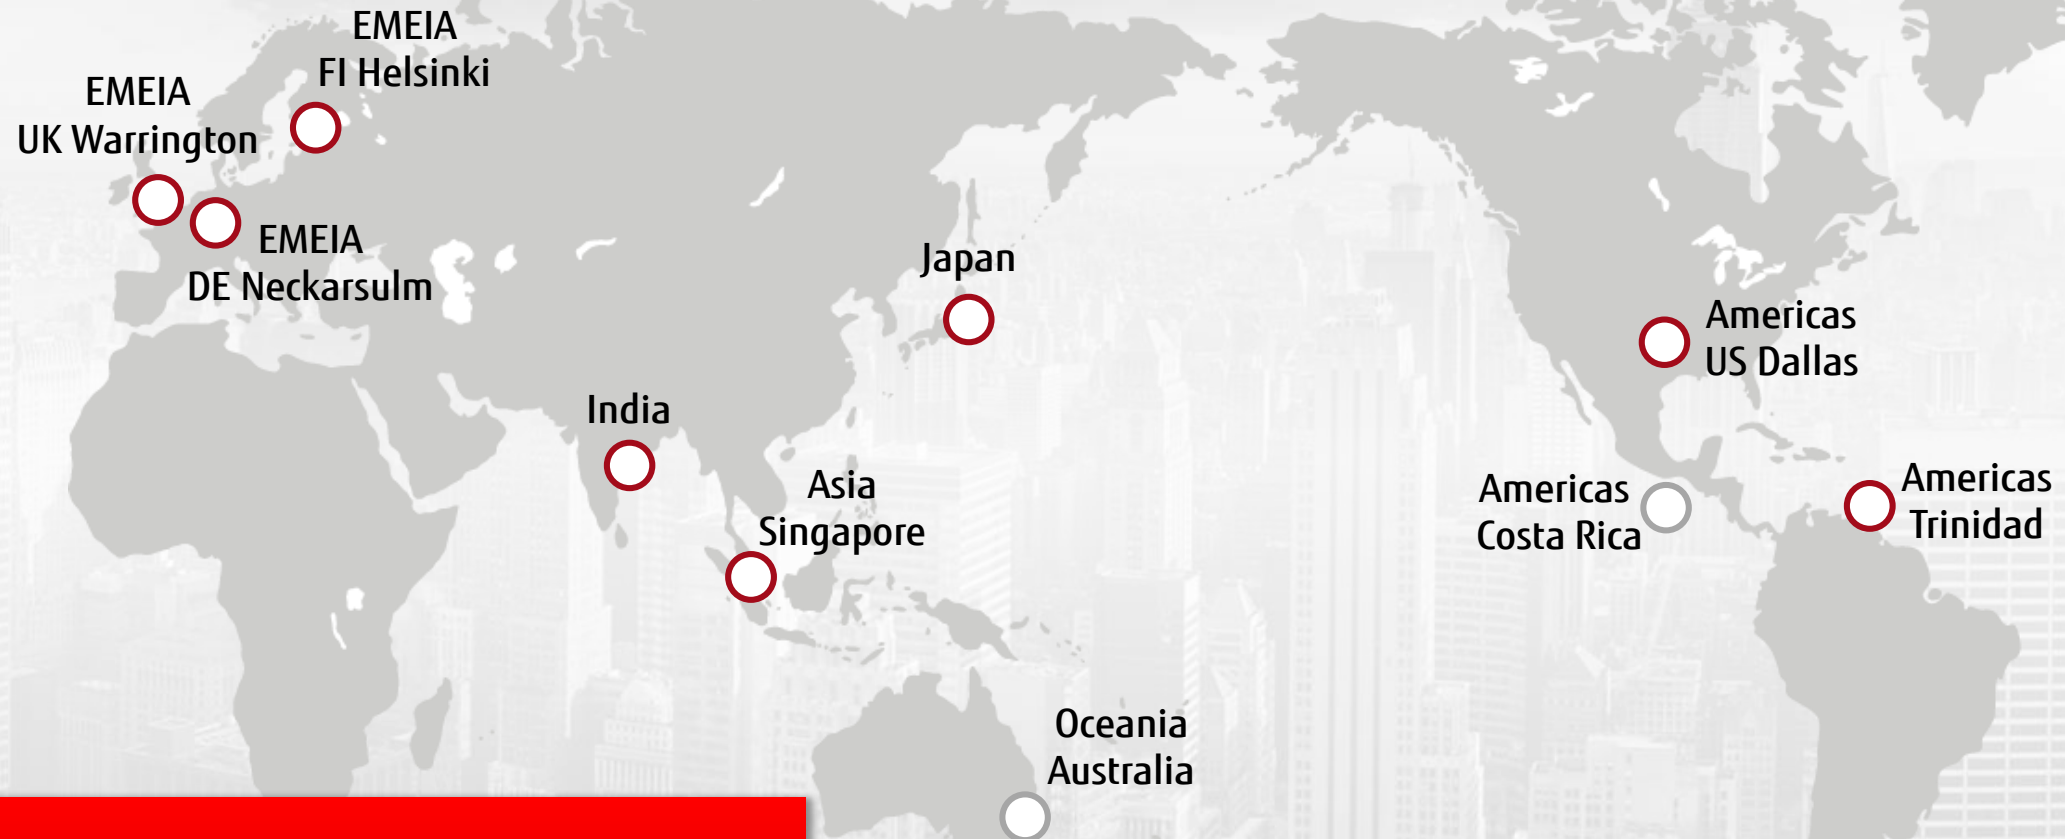 EMEIA
FI Helsinki
EMEIA
UK Warrington
EMEIA
DE Neckarsulm
Japan
Americas
US Dallas
India
Asia
Singapore
Americas
Costa Rica
Americas
Trinidad
Oceania
Australia